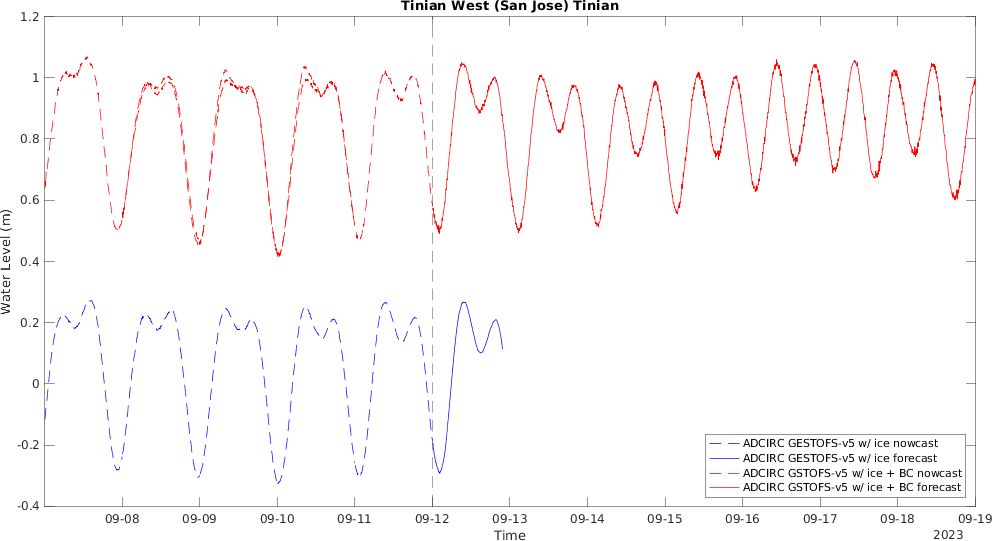 Tinian West (San Jose) Tinian
1.2
1
0.8
0.6
0.4
0.2
0
-0.2
-0.4
Water Level (m)
ADCIRC GESTOFS-v5 w/ ice nowcast
ADCIRC GESTOFS-v5 w/ ice forecast
ADCIRC GSTOFS-v5 w/ ice + BC nowcast
ADCIRC GSTOFS-v5 w/ ice + BC forecast
09-08 09-09 09-10 09-11 09-12 09-13 09-14 09-15 09-16 09-17 09-18 09-19
Time
2023